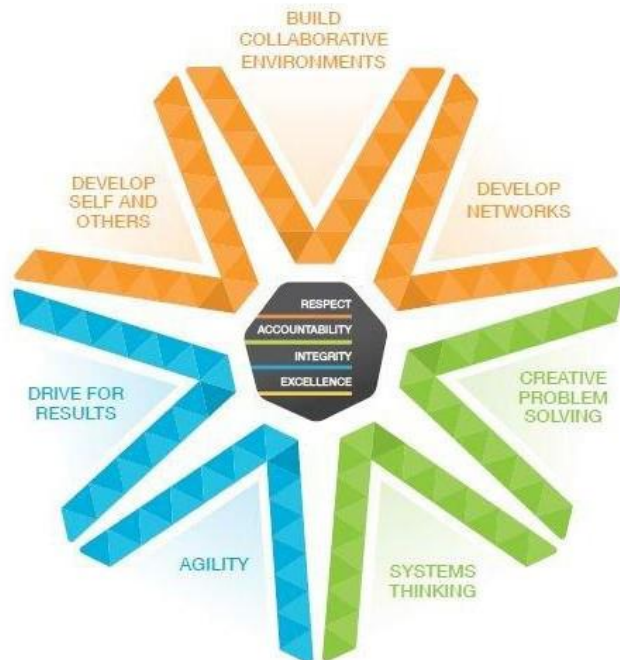 BUILD
COLLABORATIVE
ENVIRONMENTS
DEVELOP
SELF AND
OTHERS
DEVELOP
NETWORKS
RESPECT
ACCOUNTABILITY
INTEGRITY
EXCELLENCE
DRIVE FOR
RESULTS
CREATIVE
PROBLEM
SOLVING
AGILITY
SYSTEMS
THINKING